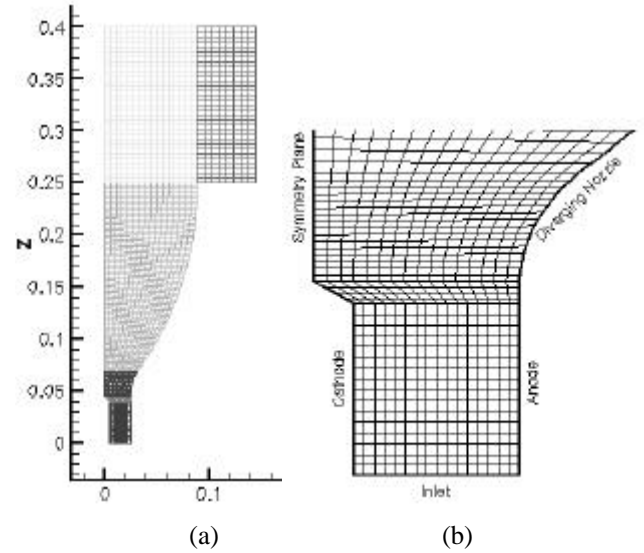 0.4
0.35
0.3
0.25
z
0.2
0.15
0.1
0.05
0
0
0.1
Symmetry Plane
Diverging Nozzle
Cathode
Anode
Inlet
(a)
(b)